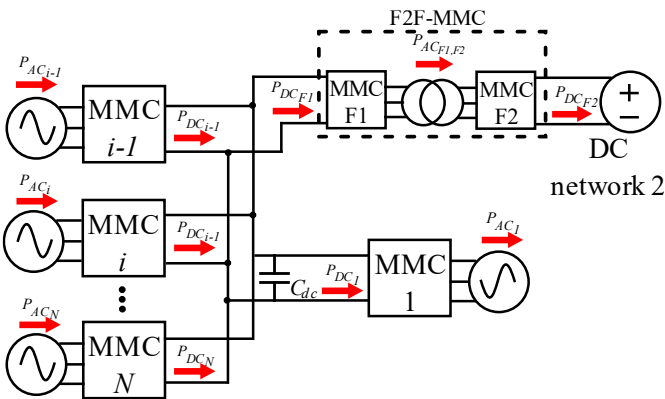 F2F-MMC
P_{AC_{i-1}}
P_{AC_{F1,F2}}
MMC
i-1
P_{DC_{i-1}}
P_{DC_{F1}}
MMC
F1
MMC
F2
P_{DC_{F2}}
DC
network 2
P_{AC_i}
MMC
i
P_{DC_{i-1}}
P_{AC_1}
C_{dc}
P_{DC_1}
MMC
1
P_{AC_N}
MMC
N
P_{DC_N}